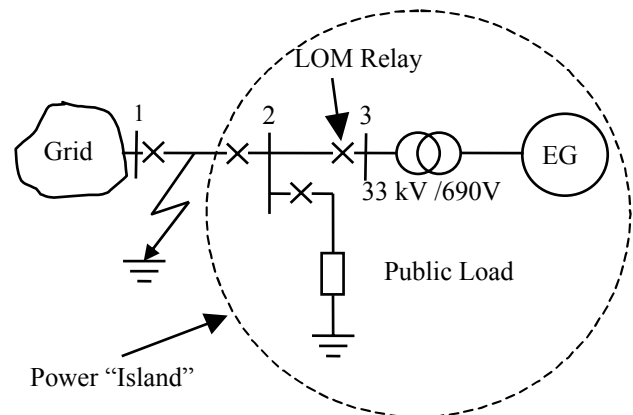 LOM Relay
1
2
3
Grid
EG
33 kV /690V
Public Load
Power “Island”